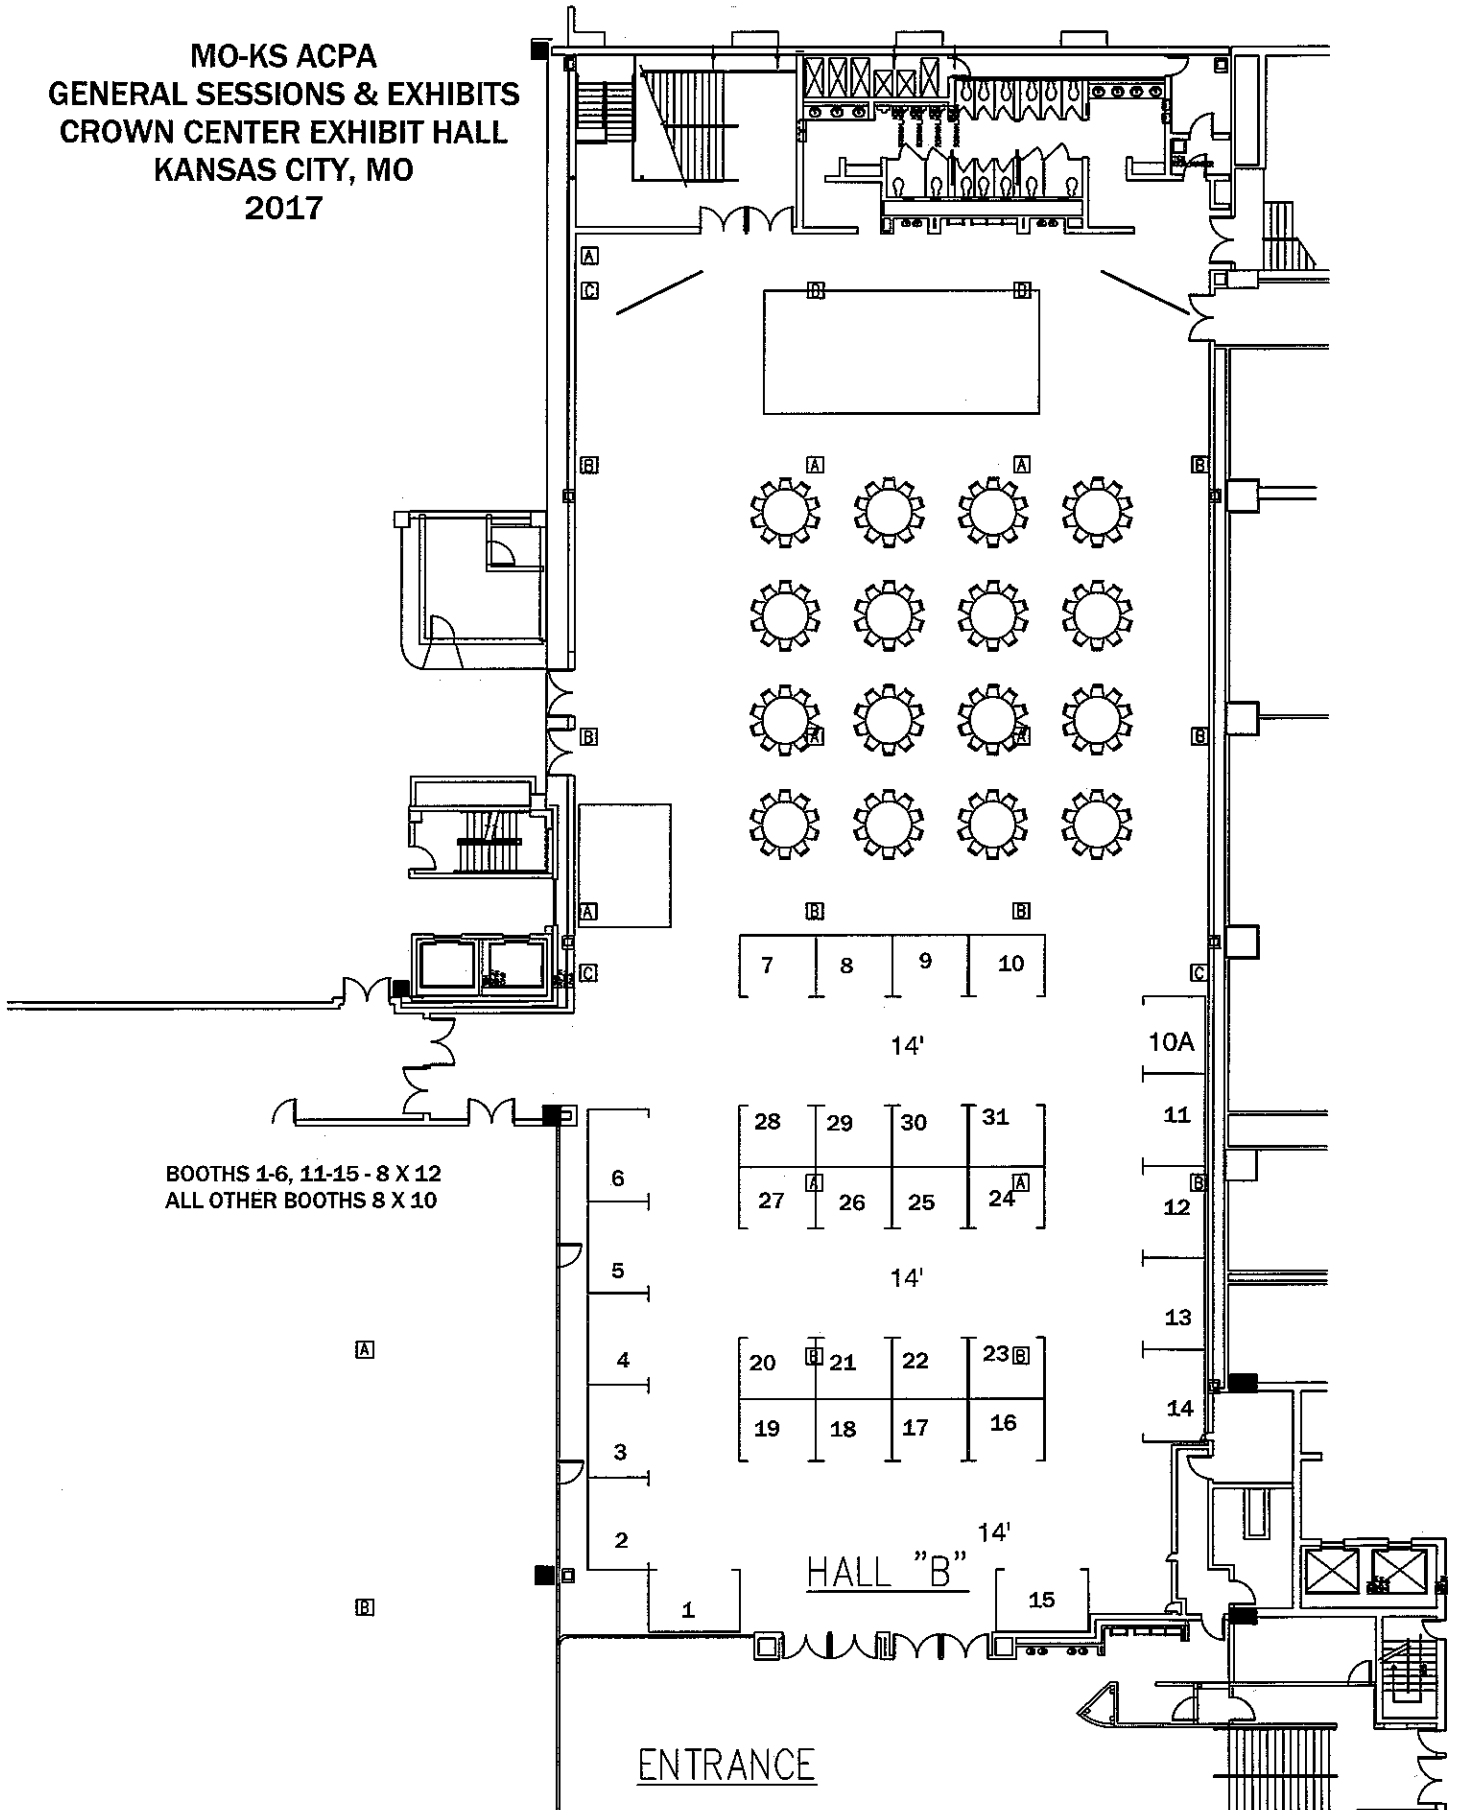 MO-KS ACPA
GENERAL SESSIONS & EXHIBITS
CROWN CENTER EXHIBIT HALL
KANSAS CITY, MO
2017
A
C
D D
B A A B
B A A B
A B B
C 7 8 9 10 C
14' 10A
28 29 30 31 11
BOOTHS 1-6, 11-15 - 8 X 12
ALL OTHER BOOTHS 8 X 10
6 27 A 26 25 24 A 12 B
5 14'
13
A 4 20 B 21 22 23 B
19 18 17 16 14
3
2 14'
HALL "B"
B 1 15
ENTRANCE